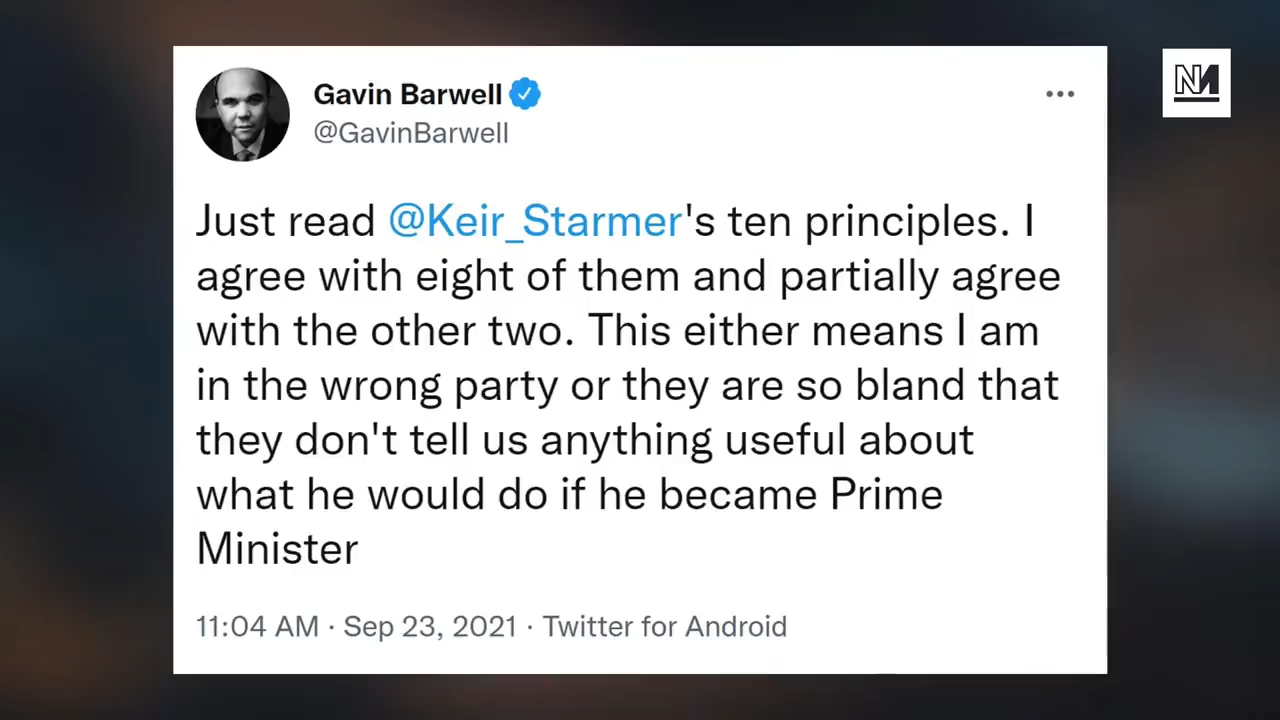 Gavin Barwell
@GavinBarwell
Just read @Keir_Starmer's ten principles. I
agree with eight of them and partially agree
with the other two. This either means I am
in the wrong party or they are so bland that
they don't tell us anything useful about
what he would do if he became Prime
Minister
11:04 AM · Sep 23, 2021 · Twitter for Android
NM